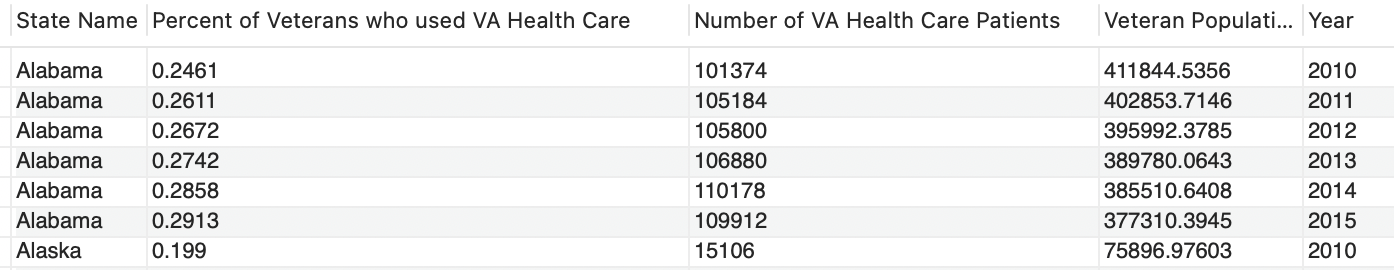 State Name Percent of Veterans who used VA Health Care Number of VA Health Care Patients Veteran Populati... Year
Alabama 0.2461 101374 411844.5356 2010
Alabama 0.2611 105184 402853.7146 2011
Alabama 0.2672 105800 395992.3785 2012
Alabama 0.2742 106880 389780.0643 2013
Alabama 0.2858 110178 385510.6408 2014
Alabama 0.2913 109912 377310.3945 2015
Alaska 0.199 15106 75896.97603 2010